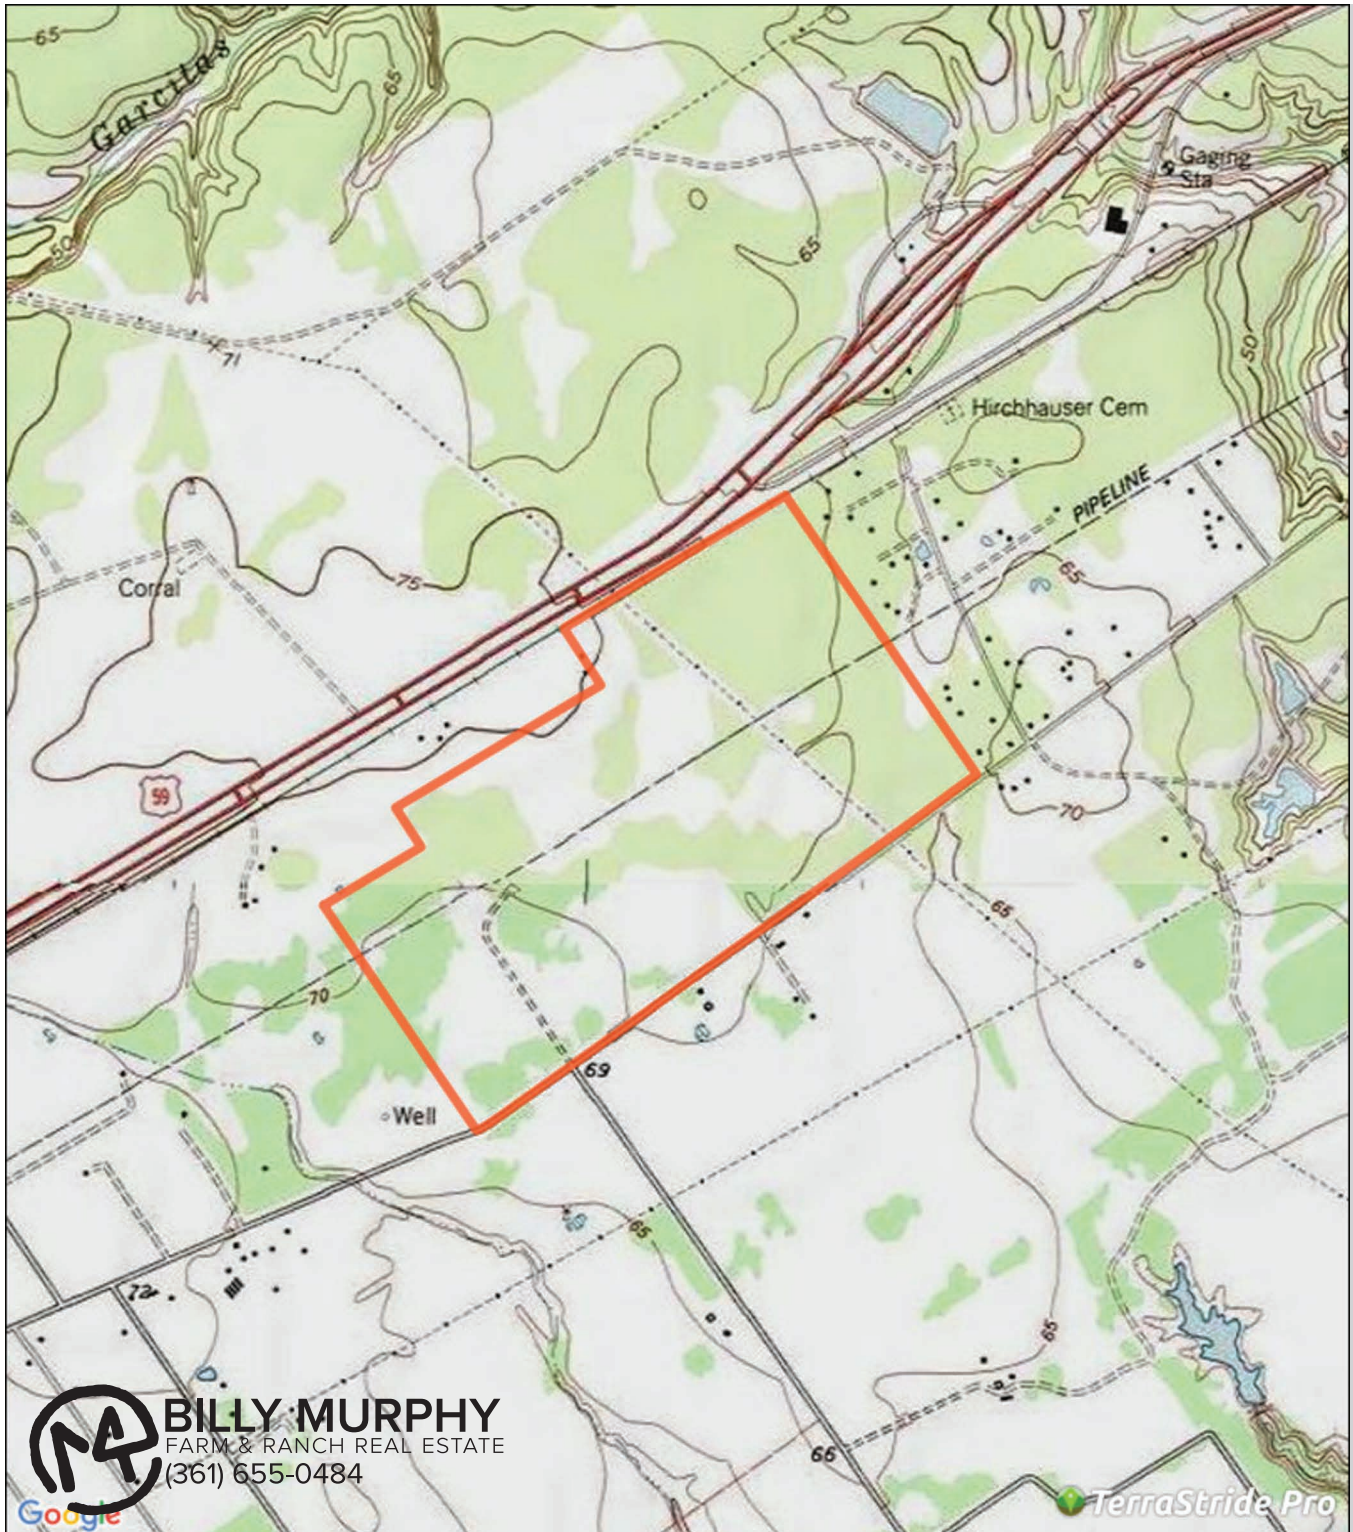 65
Garcitas
65
50
Gaging
Sta
65
71
50
Hirchhauser Cem
PIPELINE
75
65
Corral
59
70
65
70
69
Well
65
72
65
66
BILLY MURPHY
FARM & RANCH REAL ESTATE
(361) 655-0484
Google
TerraStride Pro